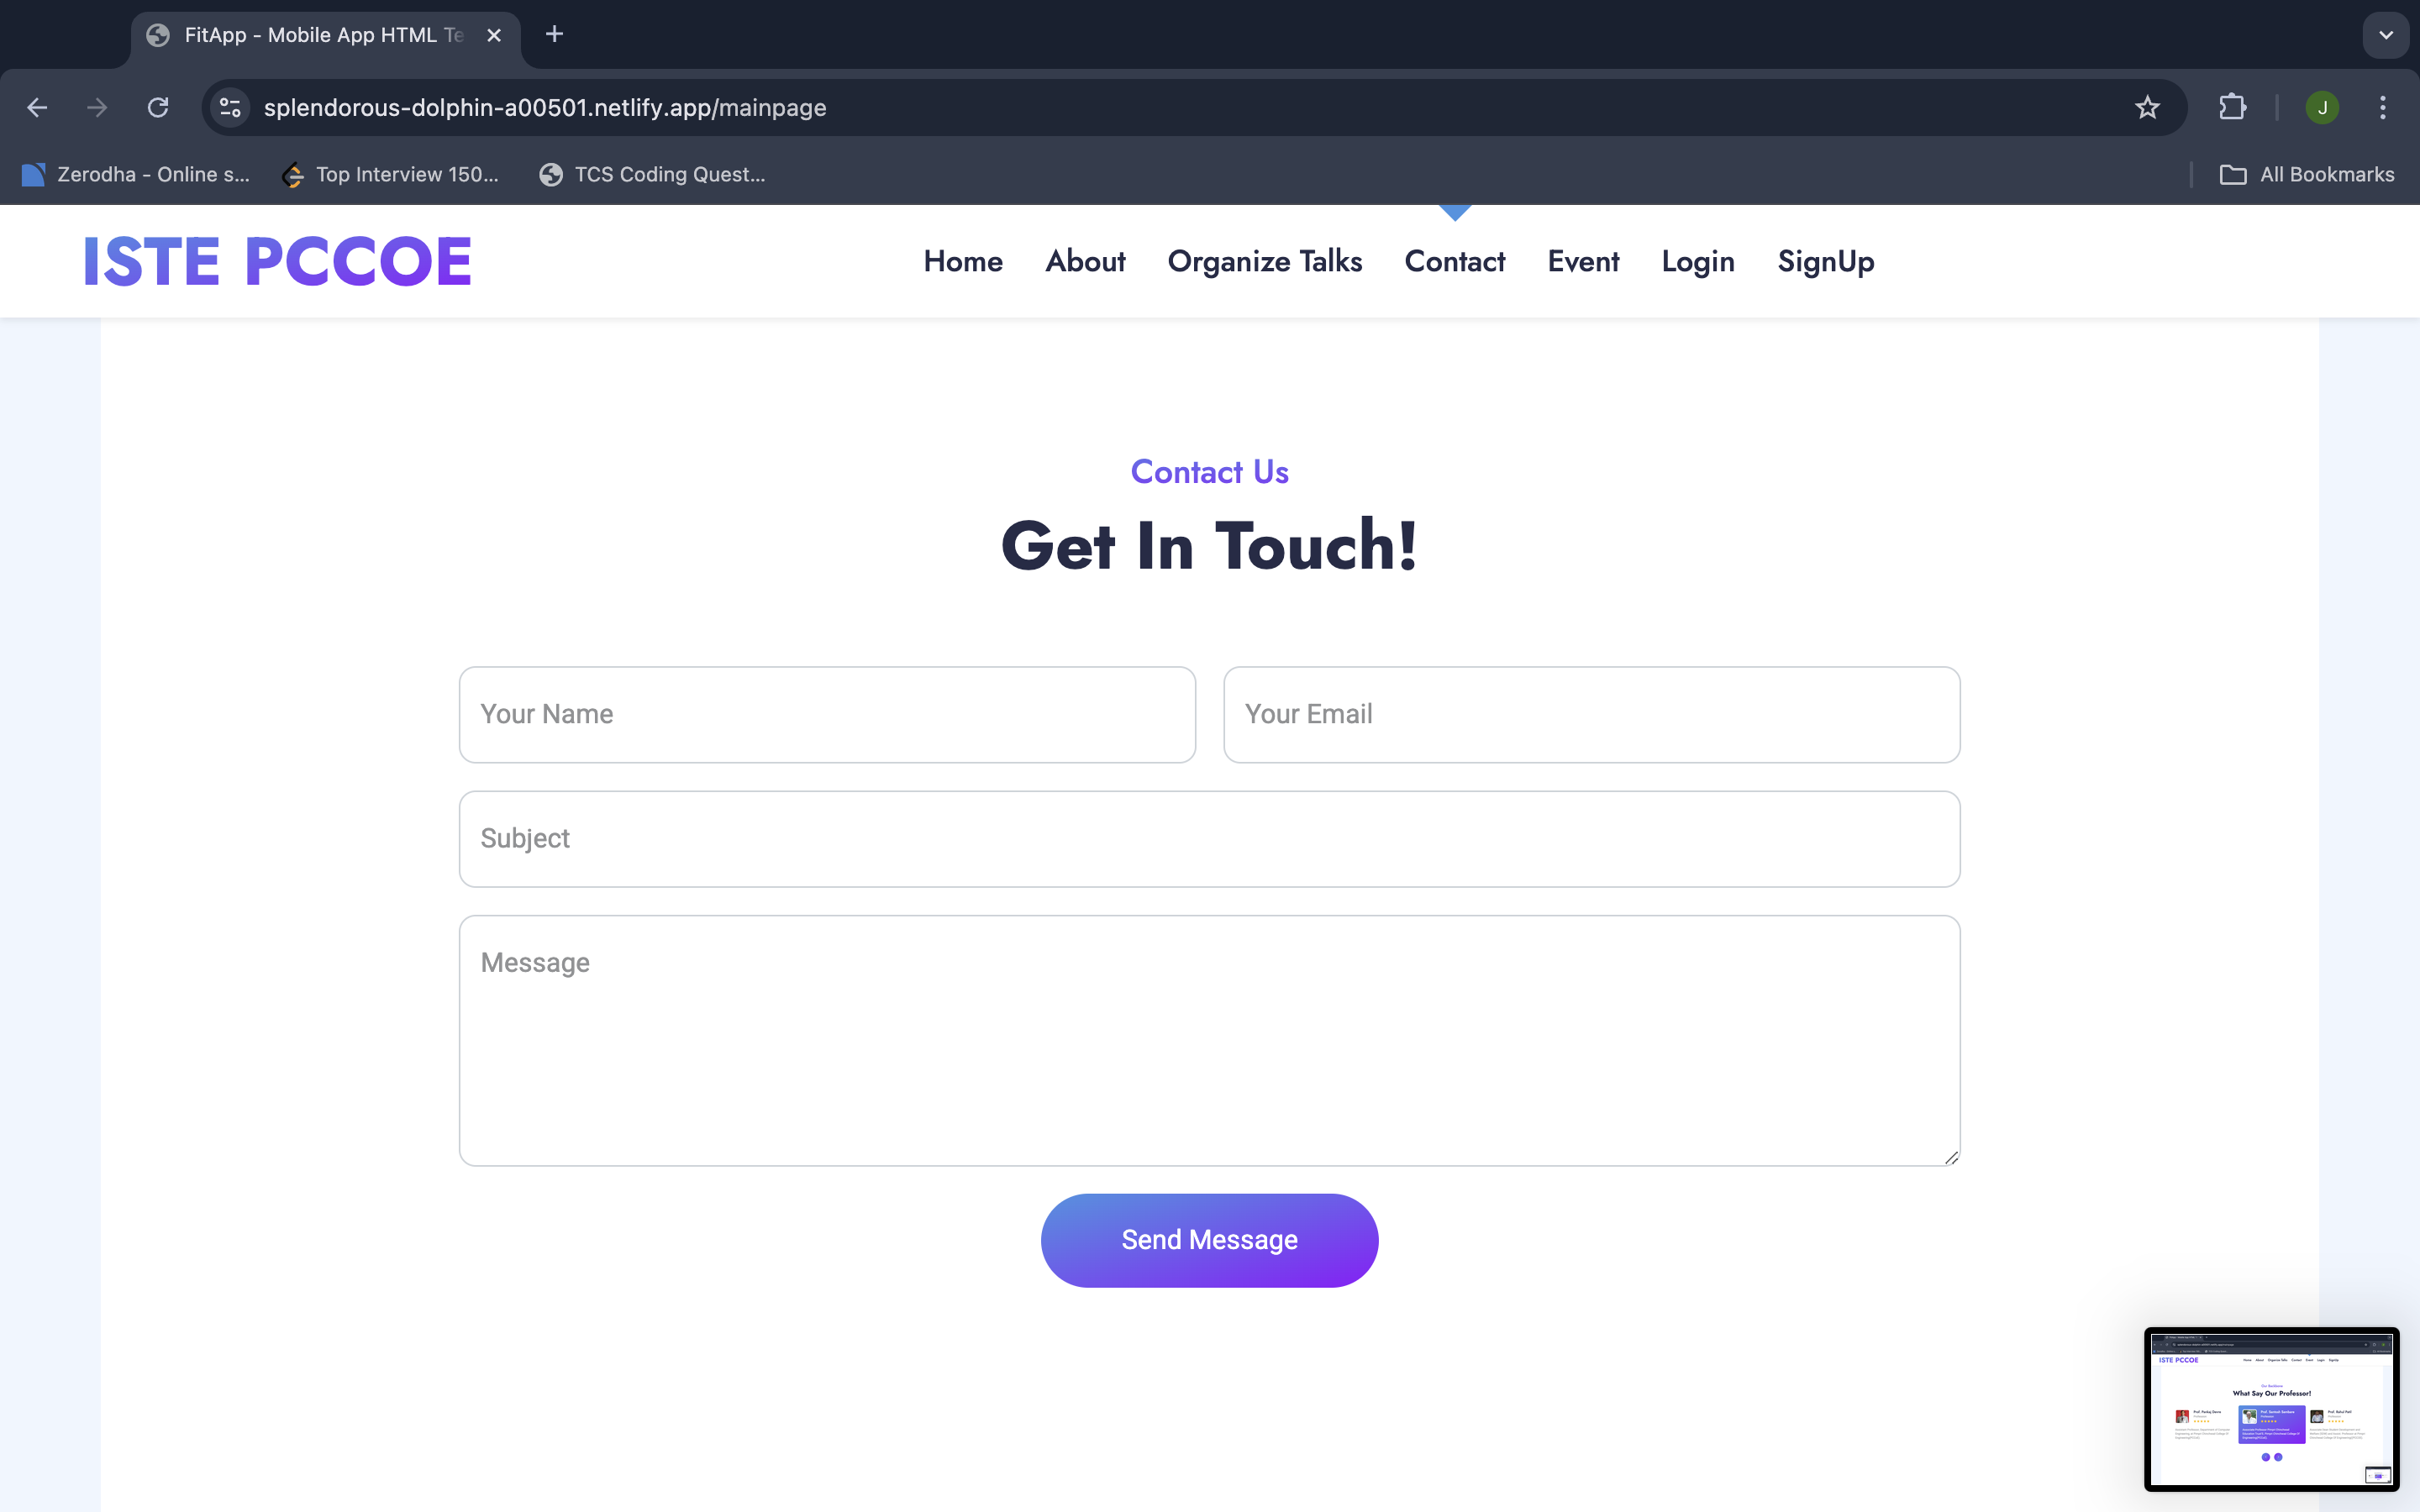 FitApp - Mobile App HTML Te
splendorous-dolphin-a00501.netlify.app/mainpage
J
Zerodha - Online s...
Top Interview 150...
TCS Coding Quest...
All Bookmarks
ISTE PCCOE
Home
About
Organize Talks
Contact
Event
Login
SignUp
Contact Us
Get In Touch!
Your Name
Your Email
Subject
Message
Send Message
ISTE PCCOE
What Say Our Professor!